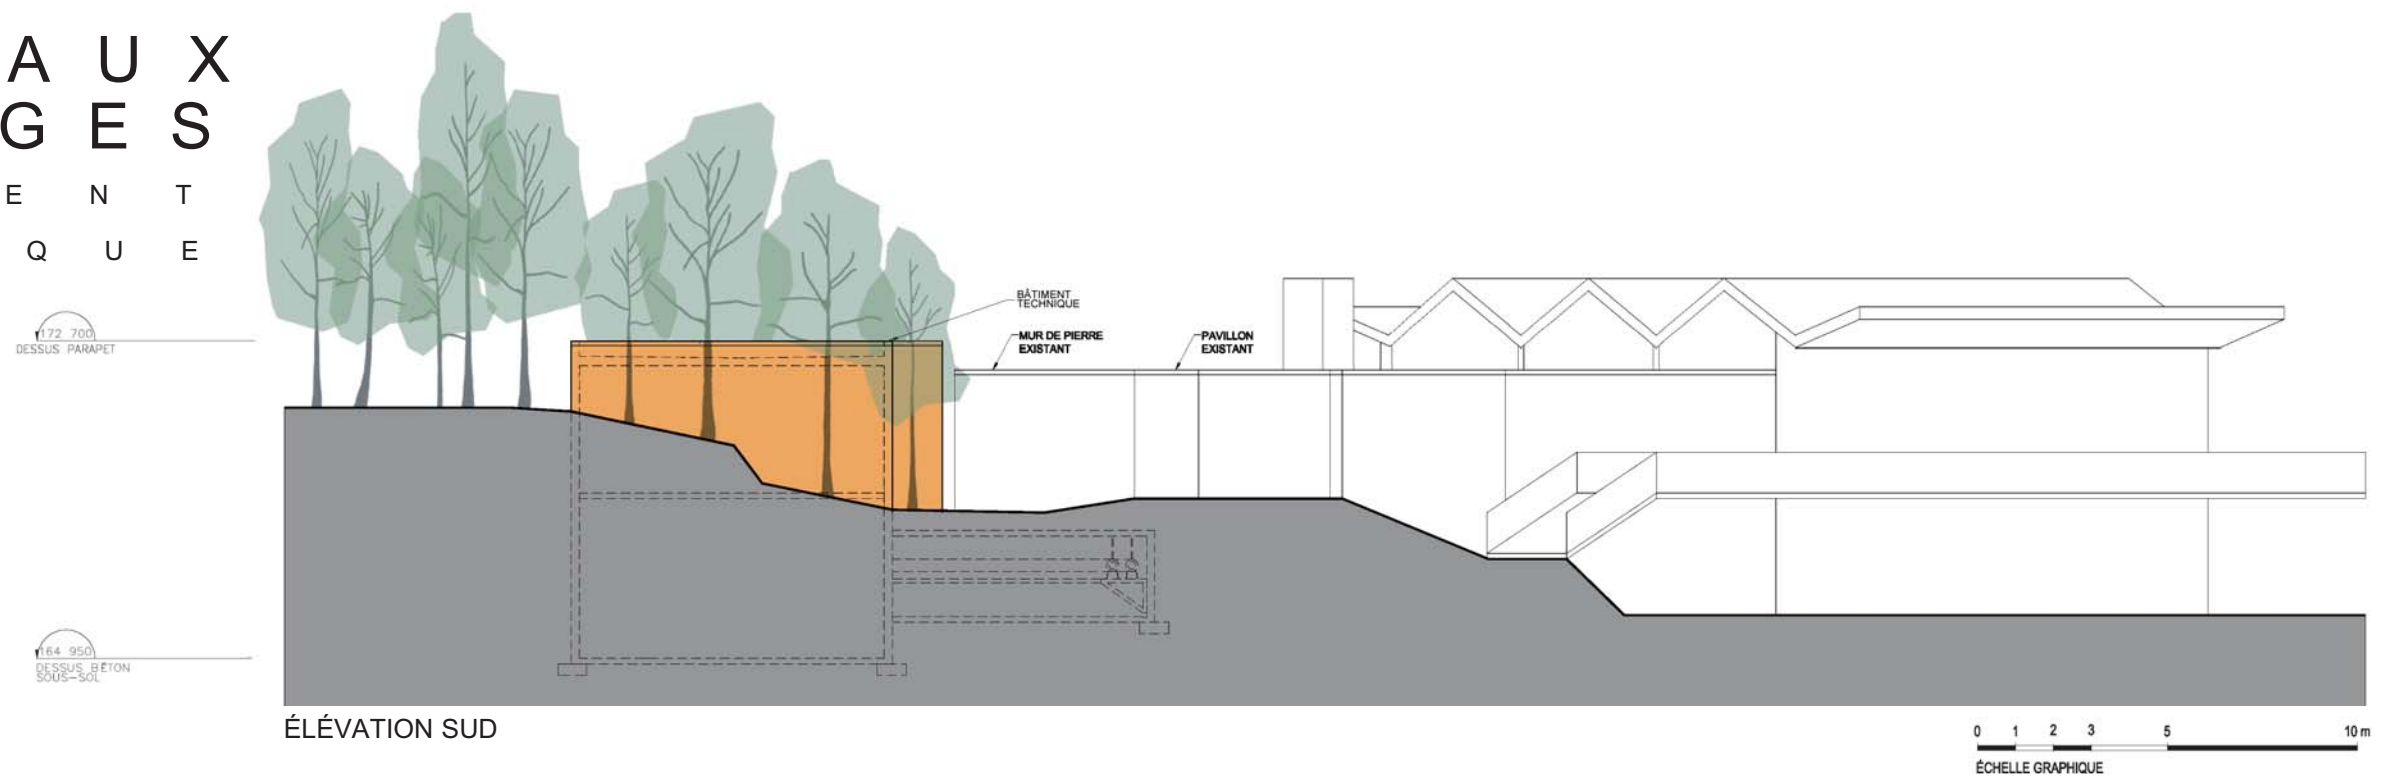 A U X
G E S
E N T
Q U E
172 700
DESSUS PARAPET
BÂTIMENT
TECHNIQUE
MUR DE PIERRE
EXISTANT
PAVILLON
EXISTANT
164 950
DESSUS BÉTON
SOUS-SOL
ÉLÉVATION SUD
0 1 2 3 5 10 m
ÉCHELLE GRAPHIQUE